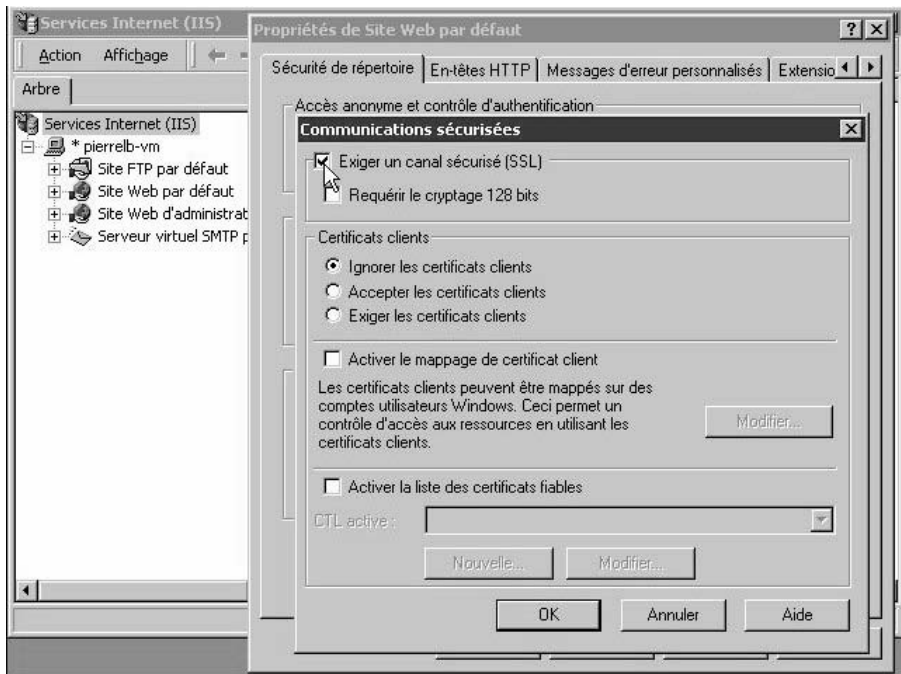 Services Internet (IIS)
Action Affichage
Arbre
Services Internet (IIS)
* pierrelb-vm
Site FTP par défaut
Site Web par défaut
Site Web d'administrat
Serveur virtuel SMTP p
Propriétés de Site Web par défaut
Sécurité de répertoire En-têtes HTTP Messages d'erreur personnalisés Extensio
Accès anonyme et contrôle d'authentification
Communications sécurisées
Exiger un canal sécurisé (SSL)
Requérir le cryptage 128 bits
Certificats clients
Ignorer les certificats clients
Accepter les certificats clients
Exiger les certificats clients
Activer le mappage de certificat client
Les certificats clients peuvent être mappés sur des
comptes utilisateurs Windows. Ceci permet un
contrôle d'accès aux ressources en utilisant les
certificats clients.
Modifier...
Activer la liste des certificats fiables
CTL active :
Nouvelle... Modifier...
OK Annuler Aide